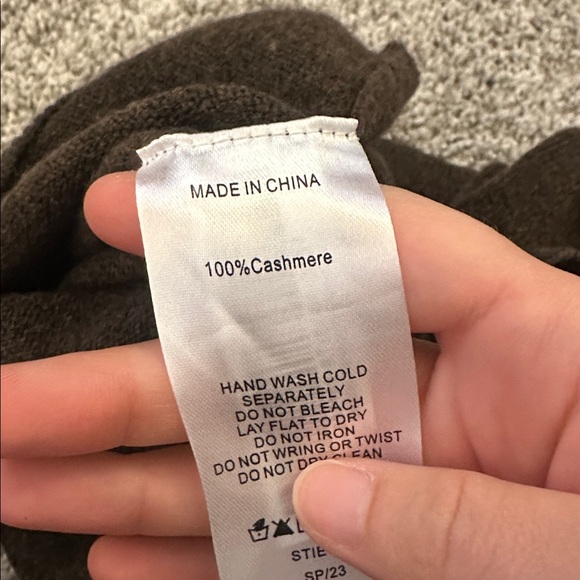 MADE IN CHINA
100%Cashmere
HAND WASH COLD
SEPARATELY
DO NOT BLEACH
LAY FLAT TO DRY
DO NOT IRON
DO NOT WRING OR TWIST
DO NOT DRY CLEAN
SP/23